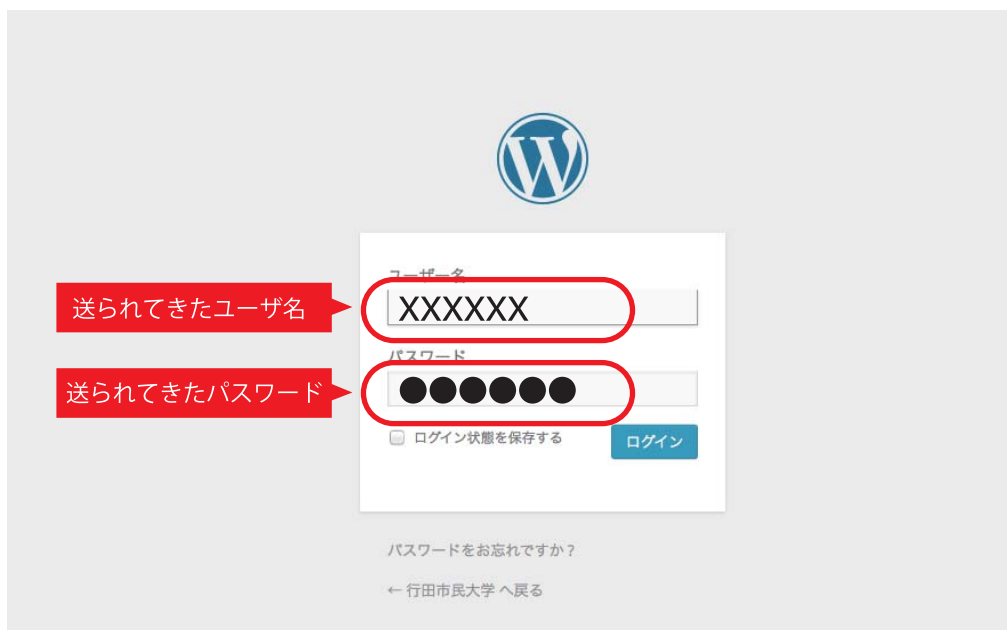 ユーザー名
送られてきたユーザ名
XXXXXX
パスワード
送られてきたパスワード
●●●●●●
ログイン状態を保存する
ログイン
パスワードをお忘れですか？
← 行田市民大学 へ戻る